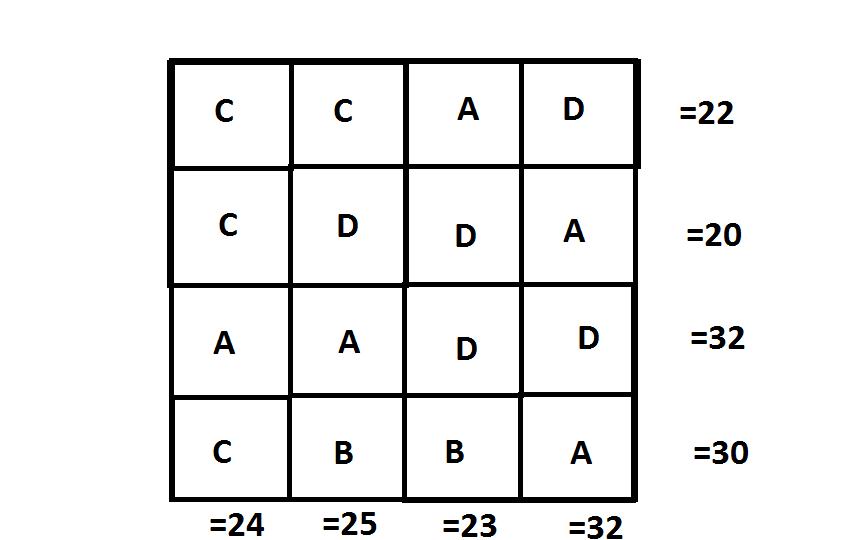 C C A D =22
C D D A =20
A A D D =32
C B B A =30
=24 =25 =23 =32